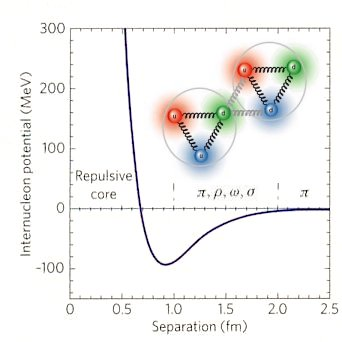 Internucleon potential (MeV)
300
200
100
0
-100
Repulsive
core
π, ρ, ω, σ
π
0
0.5
1.0
1.5
2.0
2.5
Separation (fm)